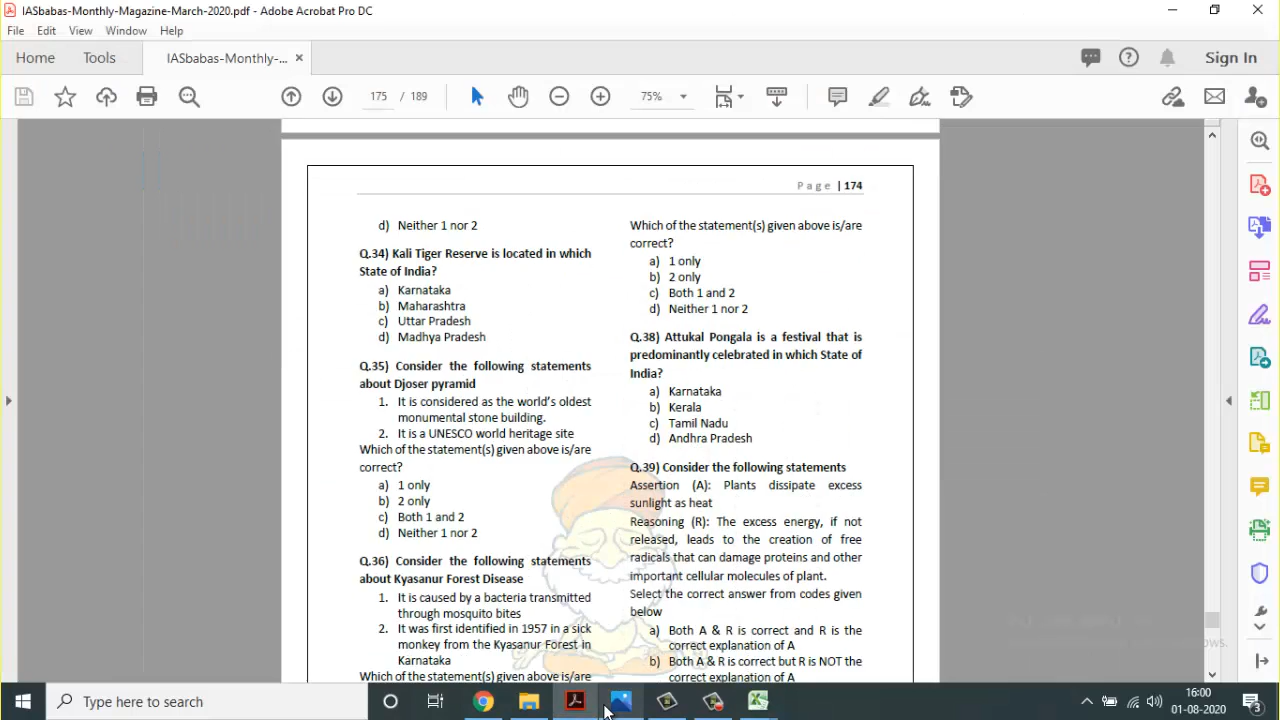 IASbabas-Monthly-Magazine-March-2020.pdf - Adobe Acrobat Pro DC
File Edit View Window Help
Home Tools IASbabas-Monthly-... × Sign In
175 / 189 75%
Page | 174
d) Neither 1 nor 2
Q.34) Kali Tiger Reserve is located in which
State of India?
a) Karnataka
b) Maharashtra
c) Uttar Pradesh
d) Madhya Pradesh
Q.35) Consider the following statements
about Djoser pyramid
1. It is considered as the world's oldest
monumental stone building.
2. It is a UNESCO world heritage site
Which of the statement(s) given above is/are
correct?
a) 1 only
b) 2 only
c) Both 1 and 2
d) Neither 1 nor 2
Q.36) Consider the following statements
about Kyasanur Forest Disease
1. It is caused by a bacteria transmitted
through mosquito bites
2. It was first identified in 1957 in a sick
monkey from the Kyasanur Forest in
Karnataka
Which of the statement(s) given above is/are
Which of the statement(s) given above is/are
correct?
a) 1 only
b) 2 only
c) Both 1 and 2
d) Neither 1 nor 2
Q.38) Attukal Pongala is a festival that is
predominantly celebrated in which State of
India?
a) Karnataka
b) Kerala
c) Tamil Nadu
d) Andhra Pradesh
Q.39) Consider the following statements
Assertion (A): Plants dissipate excess
sunlight as heat
Reasoning (R): The excess energy, if not
released, leads to the creation of free
radicals that can damage proteins and other
important cellular molecules of plant.
Select the correct answer from codes given
below
a) Both A & R is correct and R is the
correct explanation of A
b) Both A & R is correct but R is NOT the
correct explanation of A
Type here to search
16:00
01-08-2020
3